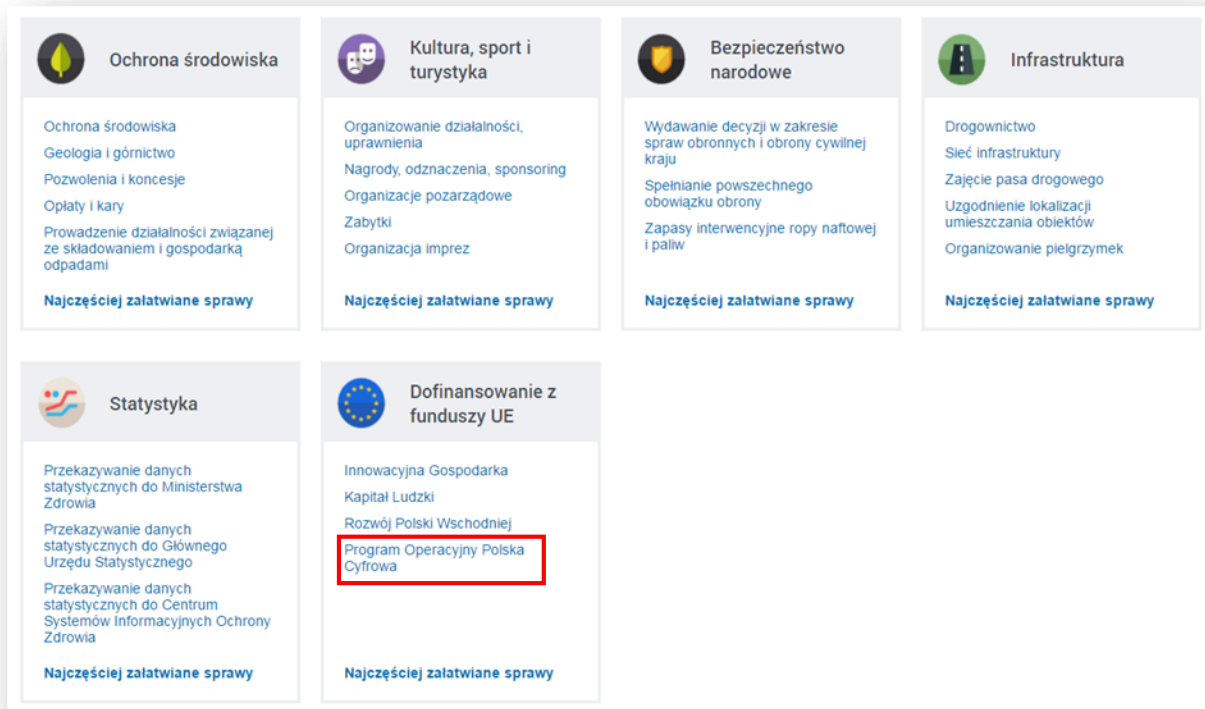 Ochrona środowiska
Ochrona środowiska
Geologia i górnictwo
Pozwolenia i koncesje
Opłaty i kary
Prowadzenie działalności związanej
ze składowaniem i gospodarką
odpadami
Najczęściej załatwiane sprawy
Kultura, sport i
turystyka
Organizowanie działalności,
uprawnienia
Nagrody, odznaczenia, sponsoring
Organizacje pozarządowe
Zabytki
Organizacja imprez
Najczęściej załatwiane sprawy
Bezpieczeństwo
narodowe
Wydawanie decyzji w zakresie
spraw obronnych i obrony cywilnej
kraju
Spełnianie powszechnego
obowiązku obrony
Zapasy interwencyjne ropy naftowej
i paliw
Najczęściej załatwiane sprawy
Infrastruktura
Drogownictwo
Sieć infrastruktury
Zajęcie pasa drogowego
Uzgodnienie lokalizacji
umieszczania obiektów
Organizowanie pielgrzymek
Najczęściej załatwiane sprawy
Statystyka
Przekazywanie danych
statystycznych do Ministerstwa
Zdrowia
Przekazywanie danych
statystycznych do Głównego
Urzędu Statystycznego
Przekazywanie danych
statystycznych do Centrum
Systemów Informacyjnych Ochrony
Zdrowia
Najczęściej załatwiane sprawy
Dofinansowanie z
funduszy UE
Innowacyjna Gospodarka
Kapitał Ludzki
Rozwój Polski Wschodniej
Program Operacyjny Polska
Cyfrowa
Najczęściej załatwiane sprawy